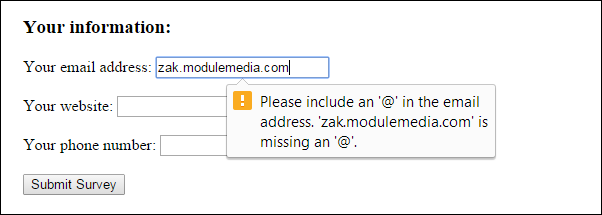 Your information:
Your email address: zak.modulemedia.com
Please include an '@' in the email
address. 'zak.modulemedia.com' is
missing an '@'.
Your website:
Your phone number:
Submit Survey